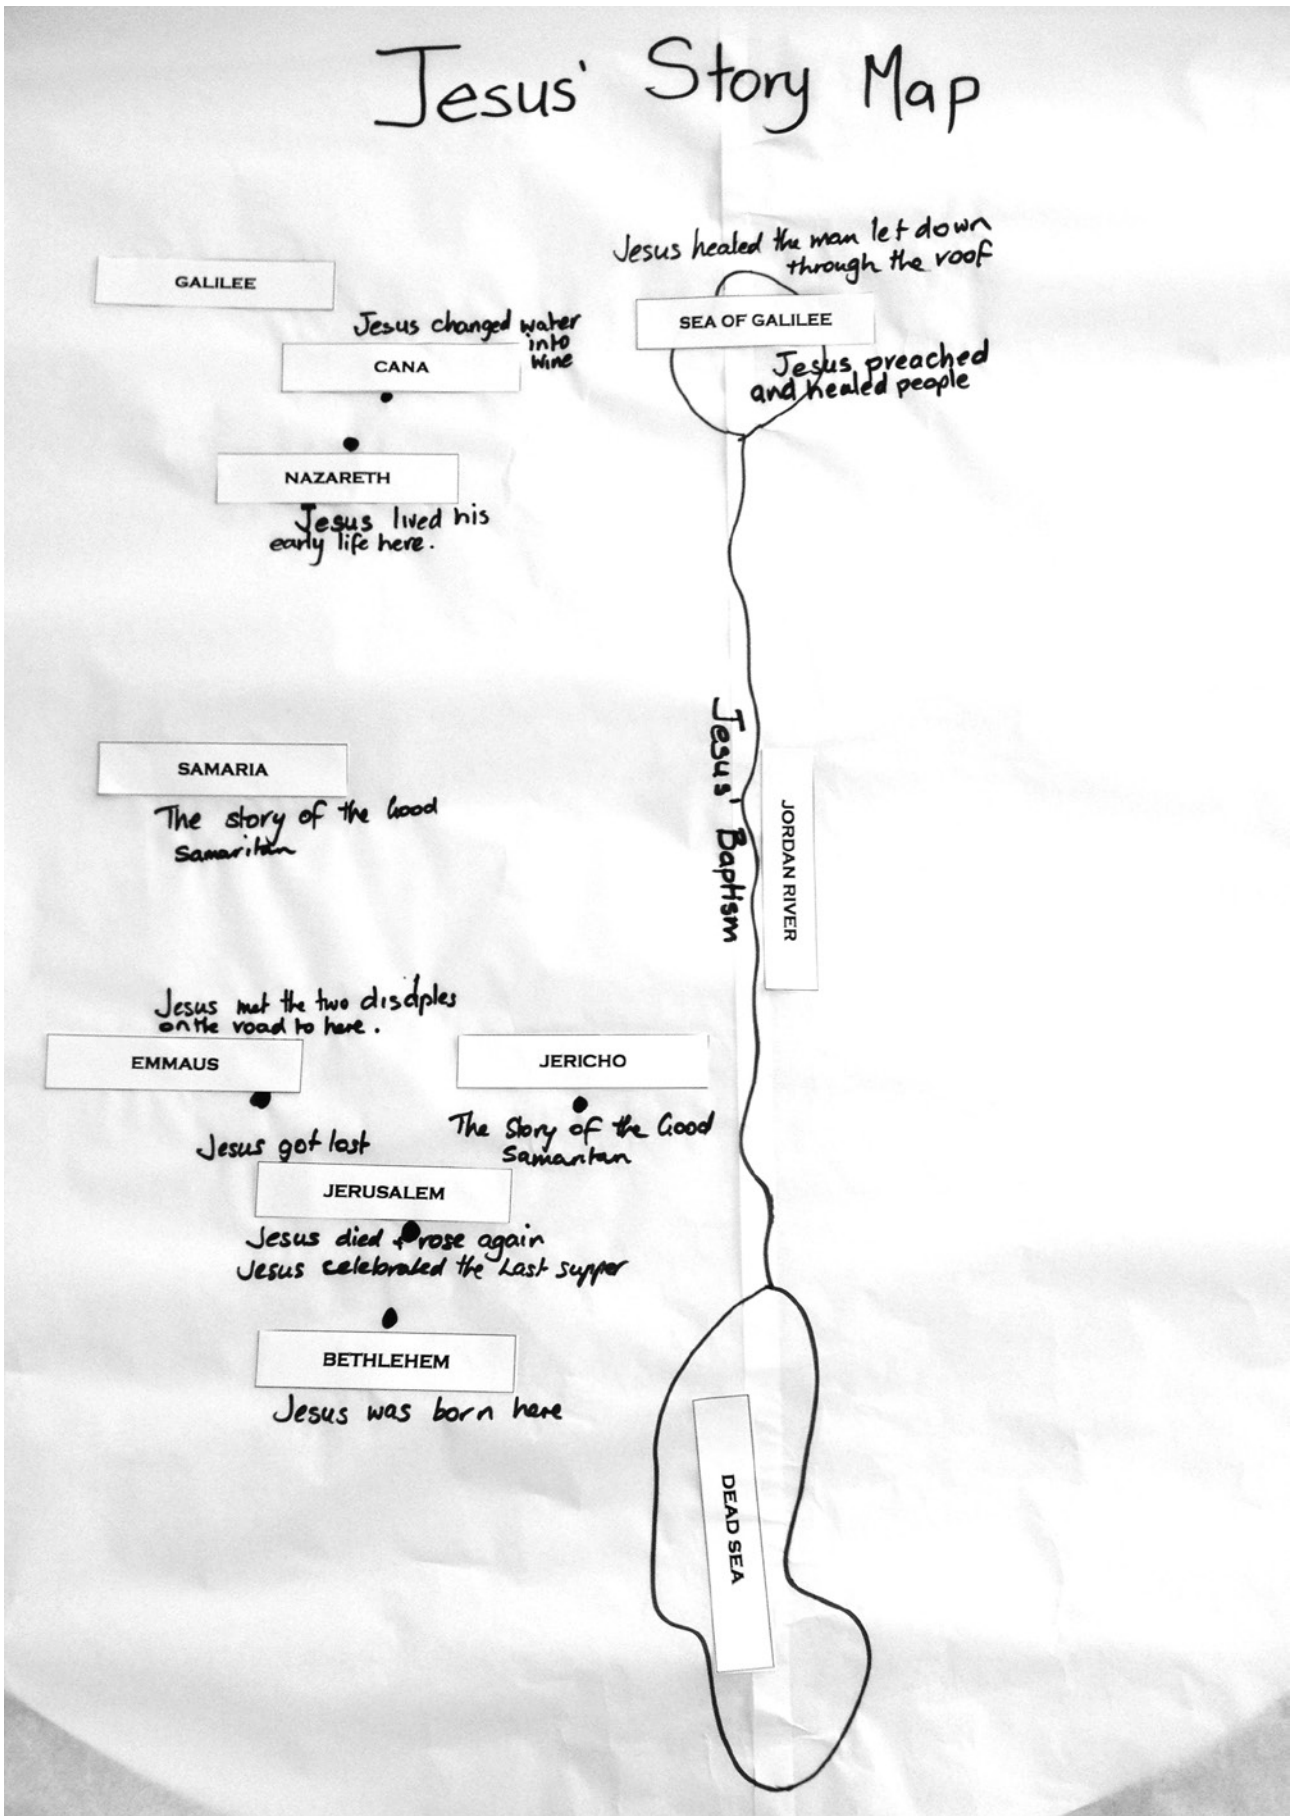 Jesus' Story Map
Jesus healed the man let down
through the roof
GALILEE
SEA OF GALILEE
Jesus changed water
into
wine
CANA
Jesus preached
and healed people
NAZARETH
Jesus lived his
early life here.
Jesus' Baptism
JORDAN RIVER
SAMARIA
The story of the Good
Samaritan
Jesus met the two disciples
on the road to here.
EMMAUS
JERICHO
The Story of the Good
Samaritan
Jesus got lost
JERUSALEM
Jesus died + rose again
Jesus celebrated the Last supper
BETHLEHEM
Jesus was born here
DEAD SEA